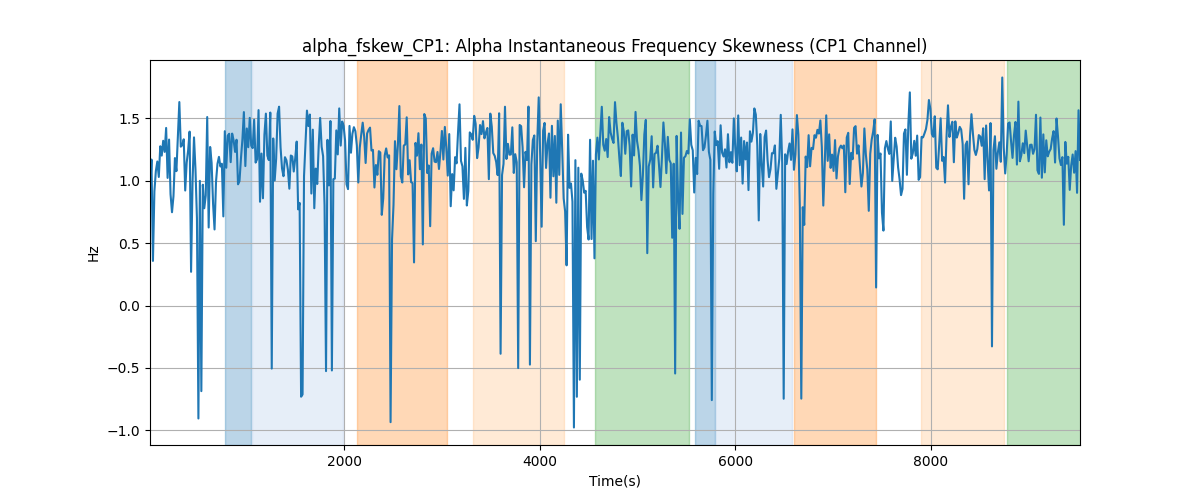 alpha_fskew_CP1: Alpha Instantaneous Frequency Skewness (CP1 Channel)
1.5
1.0
0.5
0.0
−0.5
−1.0
Hz
2000 4000 6000 8000
Time(s)